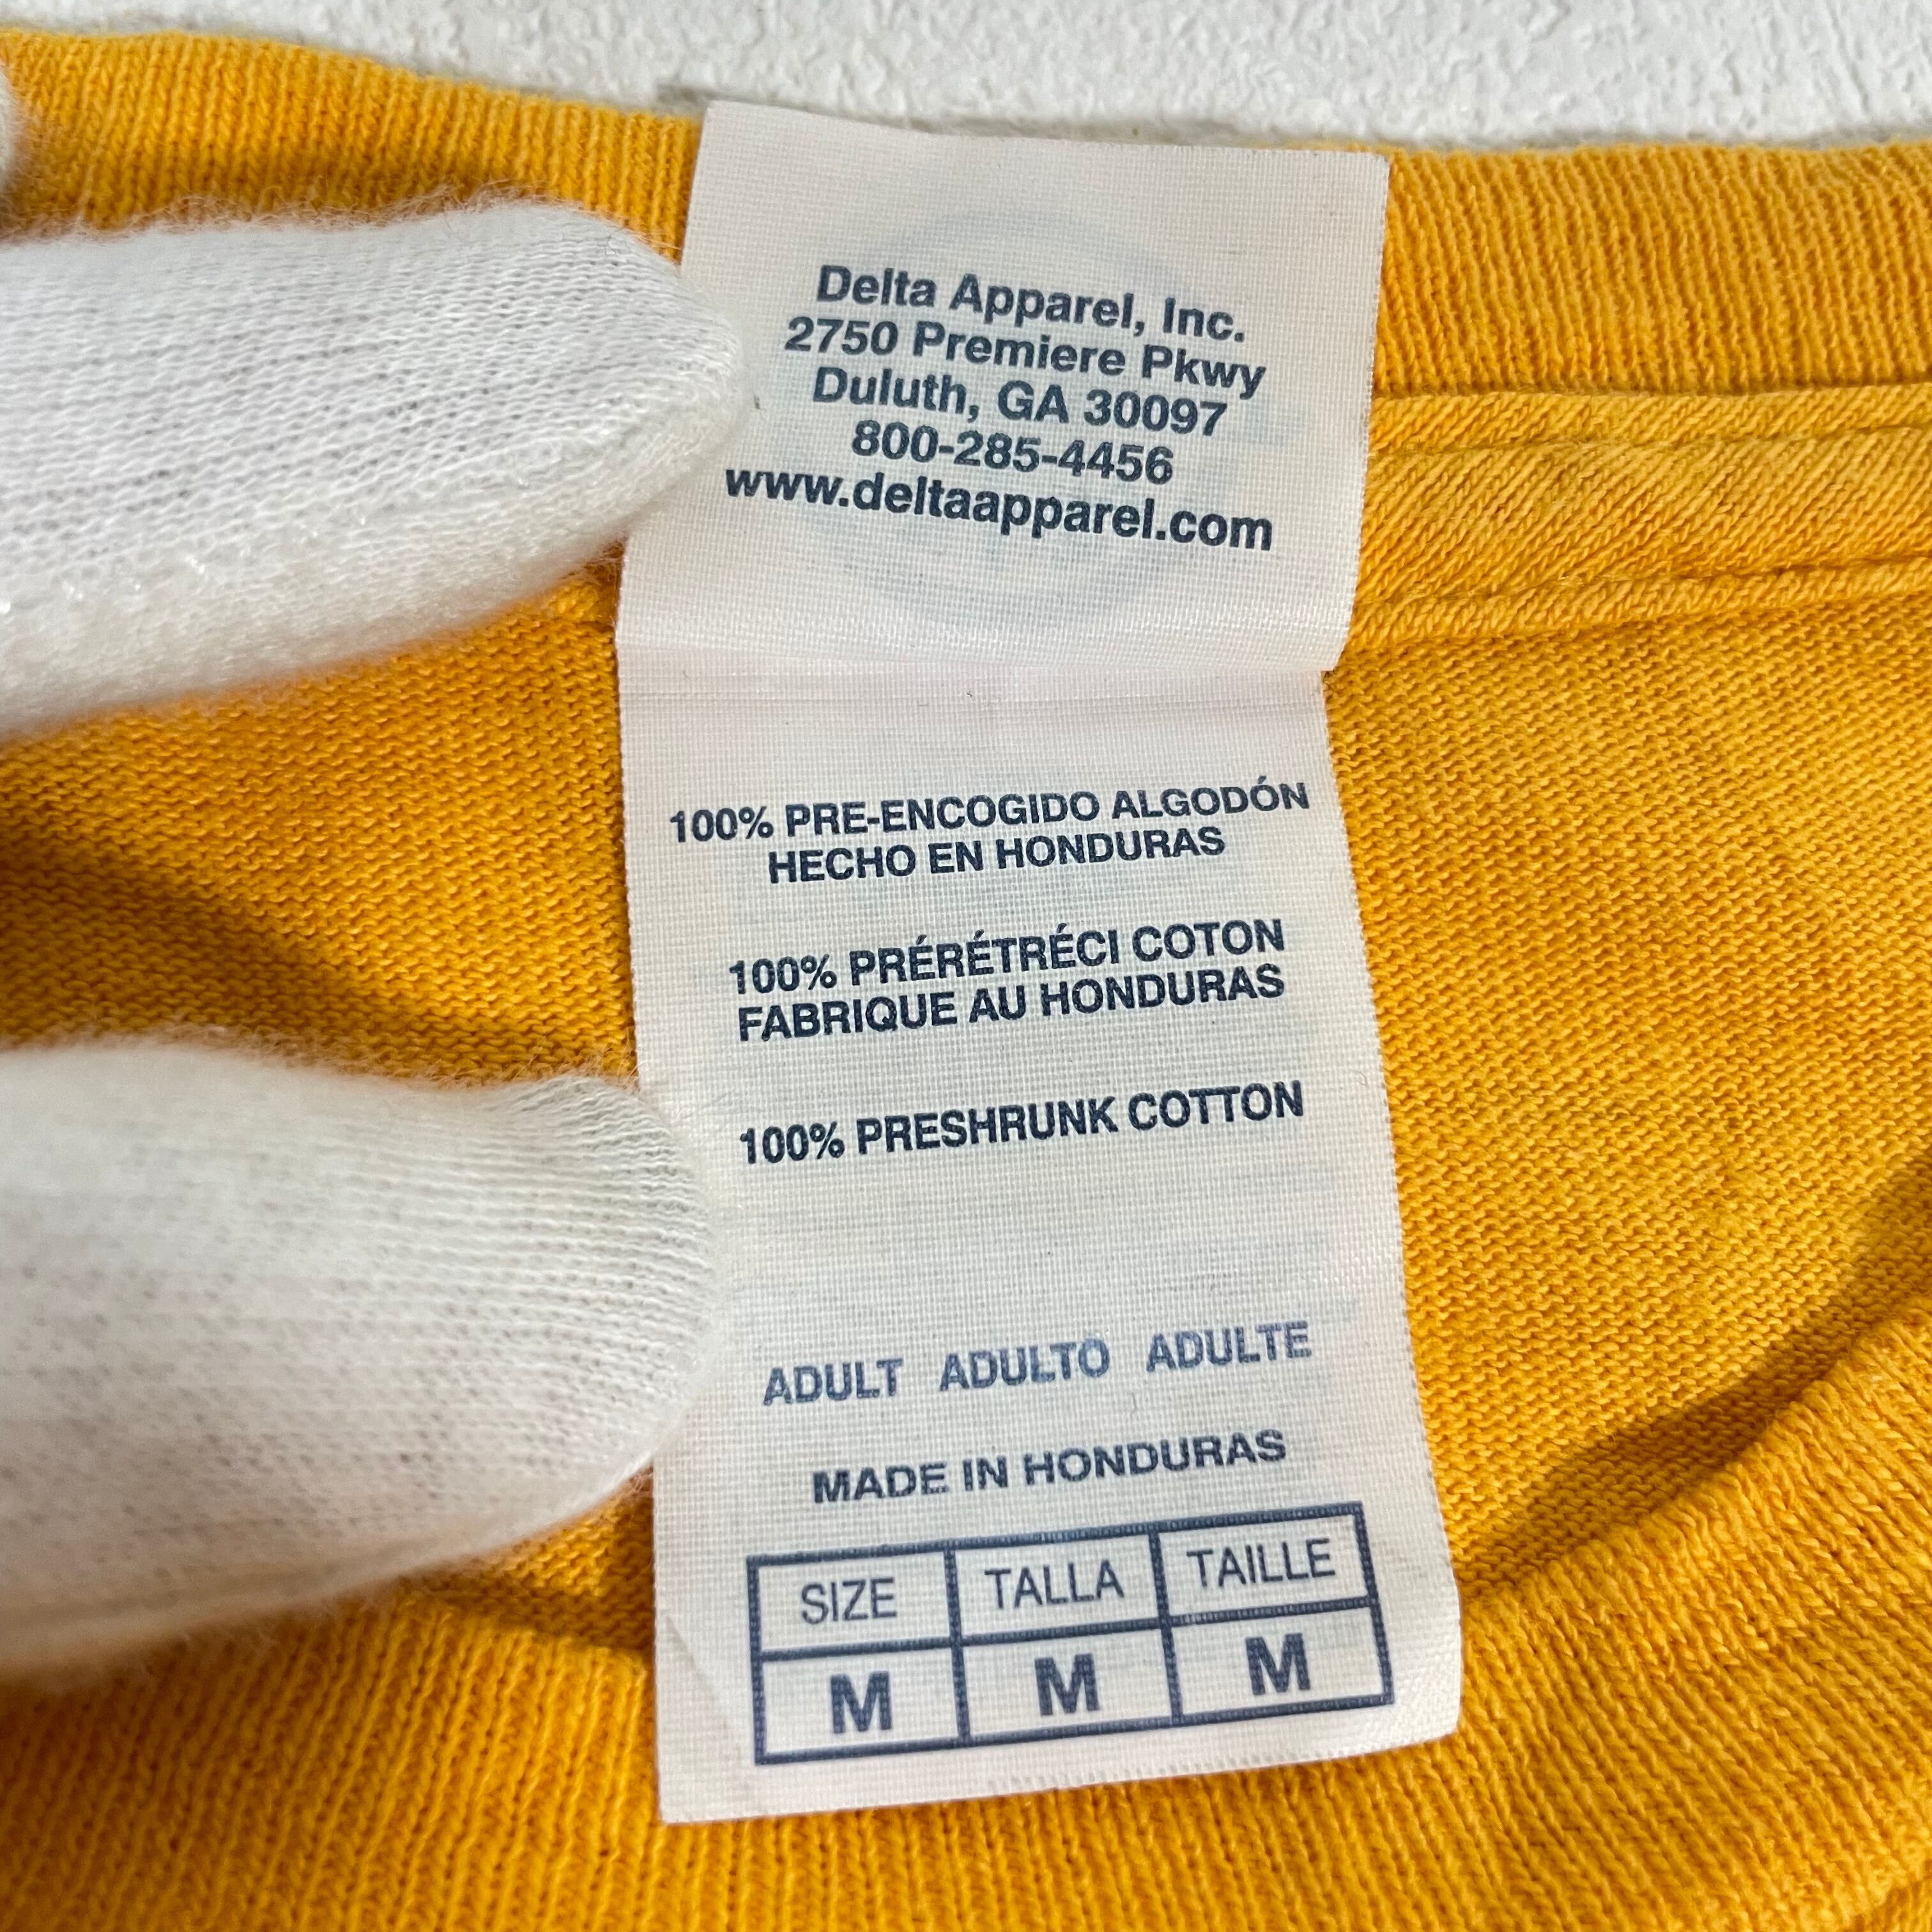 Delta Apparel, Inc.
2750 Premiere Pkwy
Duluth, GA 30097
800-285-4456
www.deltaapparel.com
100% PRE-ENCOGIDO ALGODÓN
HECHO EN HONDURAS
100% PRÉRÉTRÉCI COTON
FABRIQUE AU HONDURAS
100% PRESHRUNK COTTON
ADULT ADULTO ADULTE
MADE IN HONDURAS
SIZE TALLA TAILLE
M M M